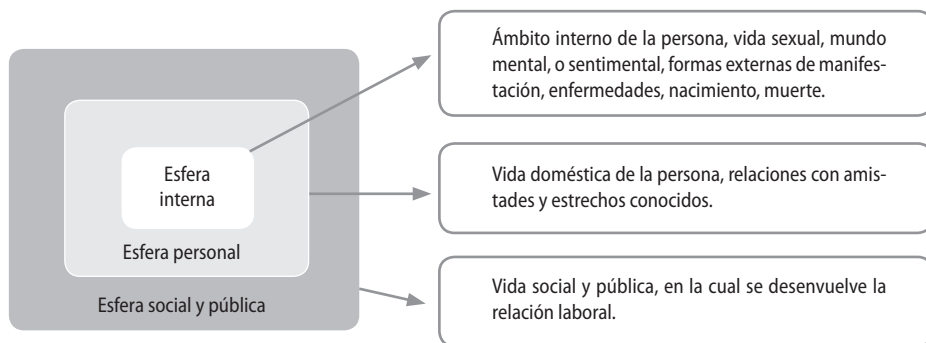 Esfera
interna
Esfera personal
Esfera social y pública
Ámbito interno de la persona, vida sexual, mundo
mental, o sentimental, formas externas de manifes-
tación, enfermedades, nacimiento, muerte.
Vida doméstica de la persona, relaciones con amis-
tades y estrechos conocidos.
Vida social y pública, en la cual se desenvuelve la
relación laboral.